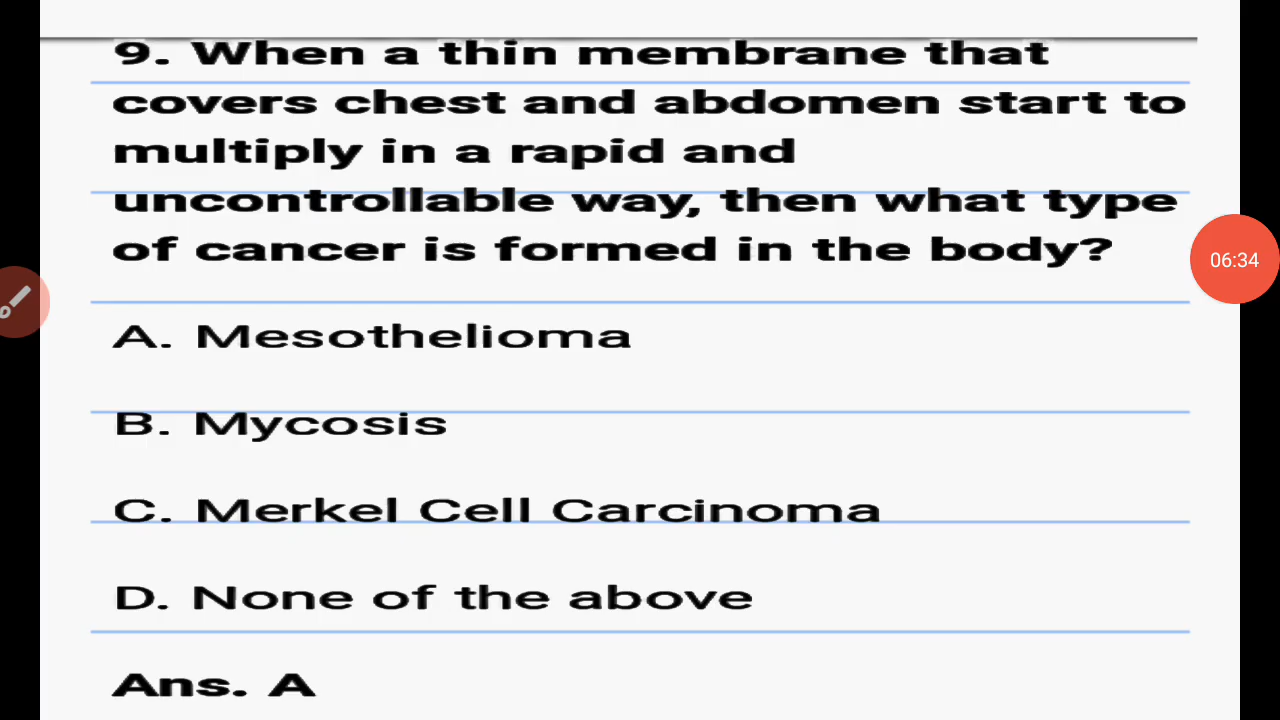 9. When a thin membrane that
covers chest and abdomen start to
multiply in a rapid and
uncontrollable way, then what type
of cancer is formed in the body?
06:34
A. Mesothelioma
B. Mycosis
C. Merkel Cell Carcinoma
D. None of the above
Ans. A